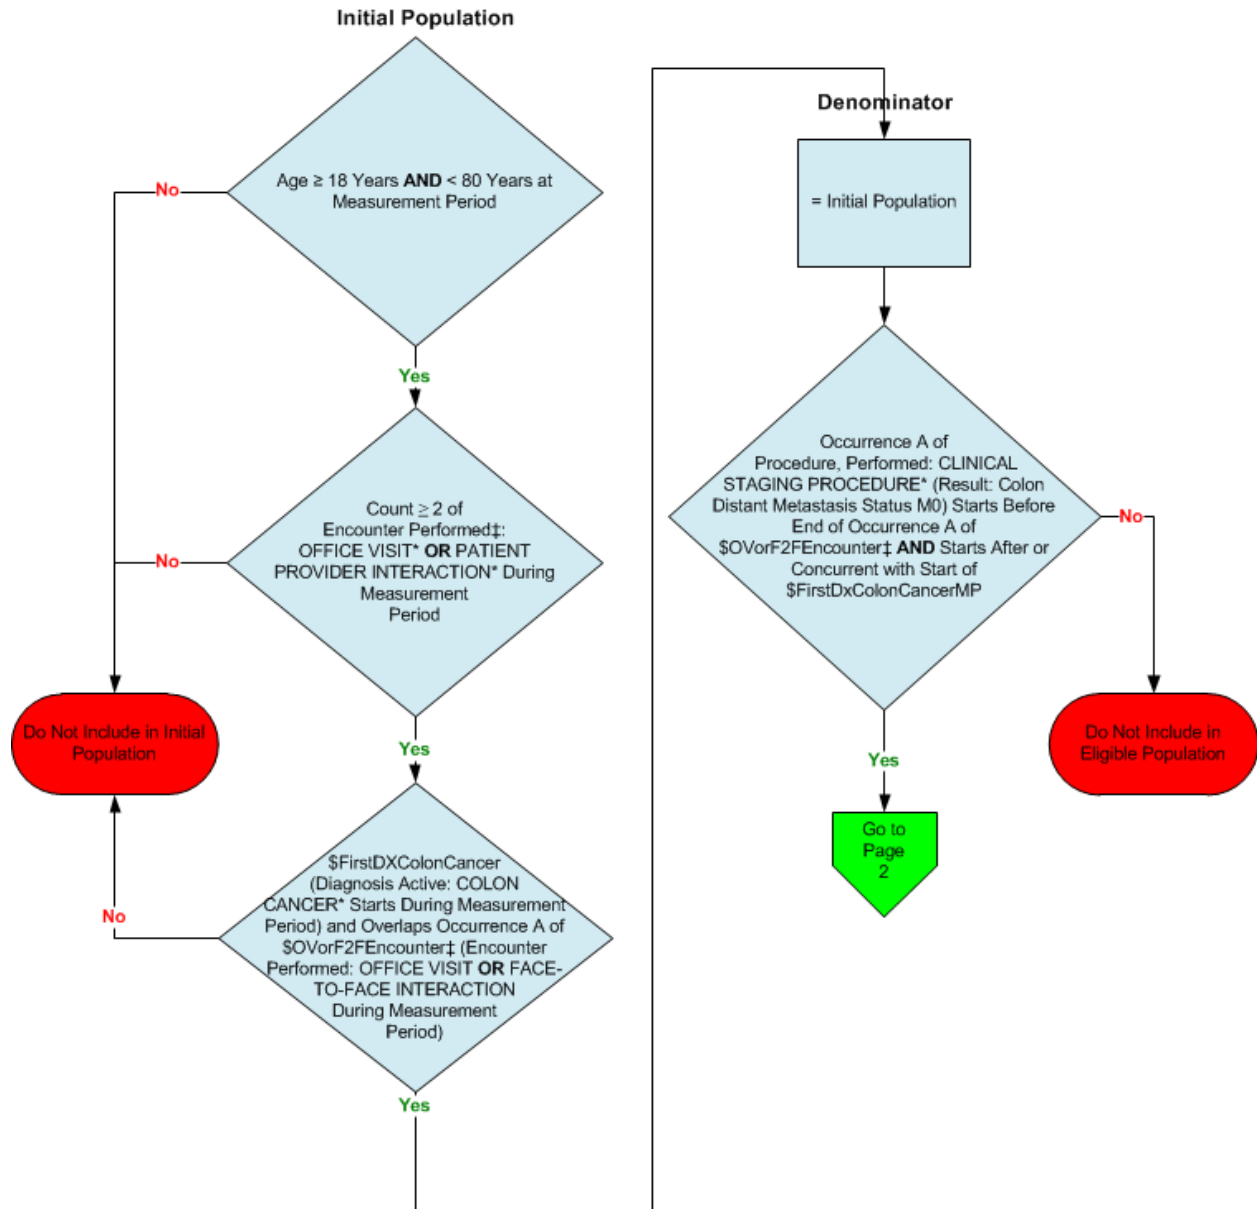 Initial Population
Age ≥ 18 Years AND < 80 Years at
Measurement Period
No
Yes
Count ≥ 2 of
Encounter Performed‡:
OFFICE VISIT* OR PATIENT
PROVIDER INTERACTION* During
Measurement
Period
No
Do Not Include in Initial
Population
Yes
$FirstDXColonCancer
(Diagnosis Active: COLON
CANCER* Starts During Measurement
Period) and Overlaps Occurrence A of
$OVorF2FEncounter‡ (Encounter
Performed: OFFICE VISIT OR FACE-
TO-FACE INTERACTION
During Measurement
Period)
No
Yes
Denominator
= Initial Population
Occurrence A of
Procedure, Performed: CLINICAL
STAGING PROCEDURE* (Result: Colon
Distant Metastasis Status M0) Starts Before
End of Occurrence A of
$OVorF2FEncounter‡ AND Starts After or
Concurrent with Start of
$FirstDxColonCancerMP
No
Do Not Include in
Eligible Population
Yes
Go to
Page
2